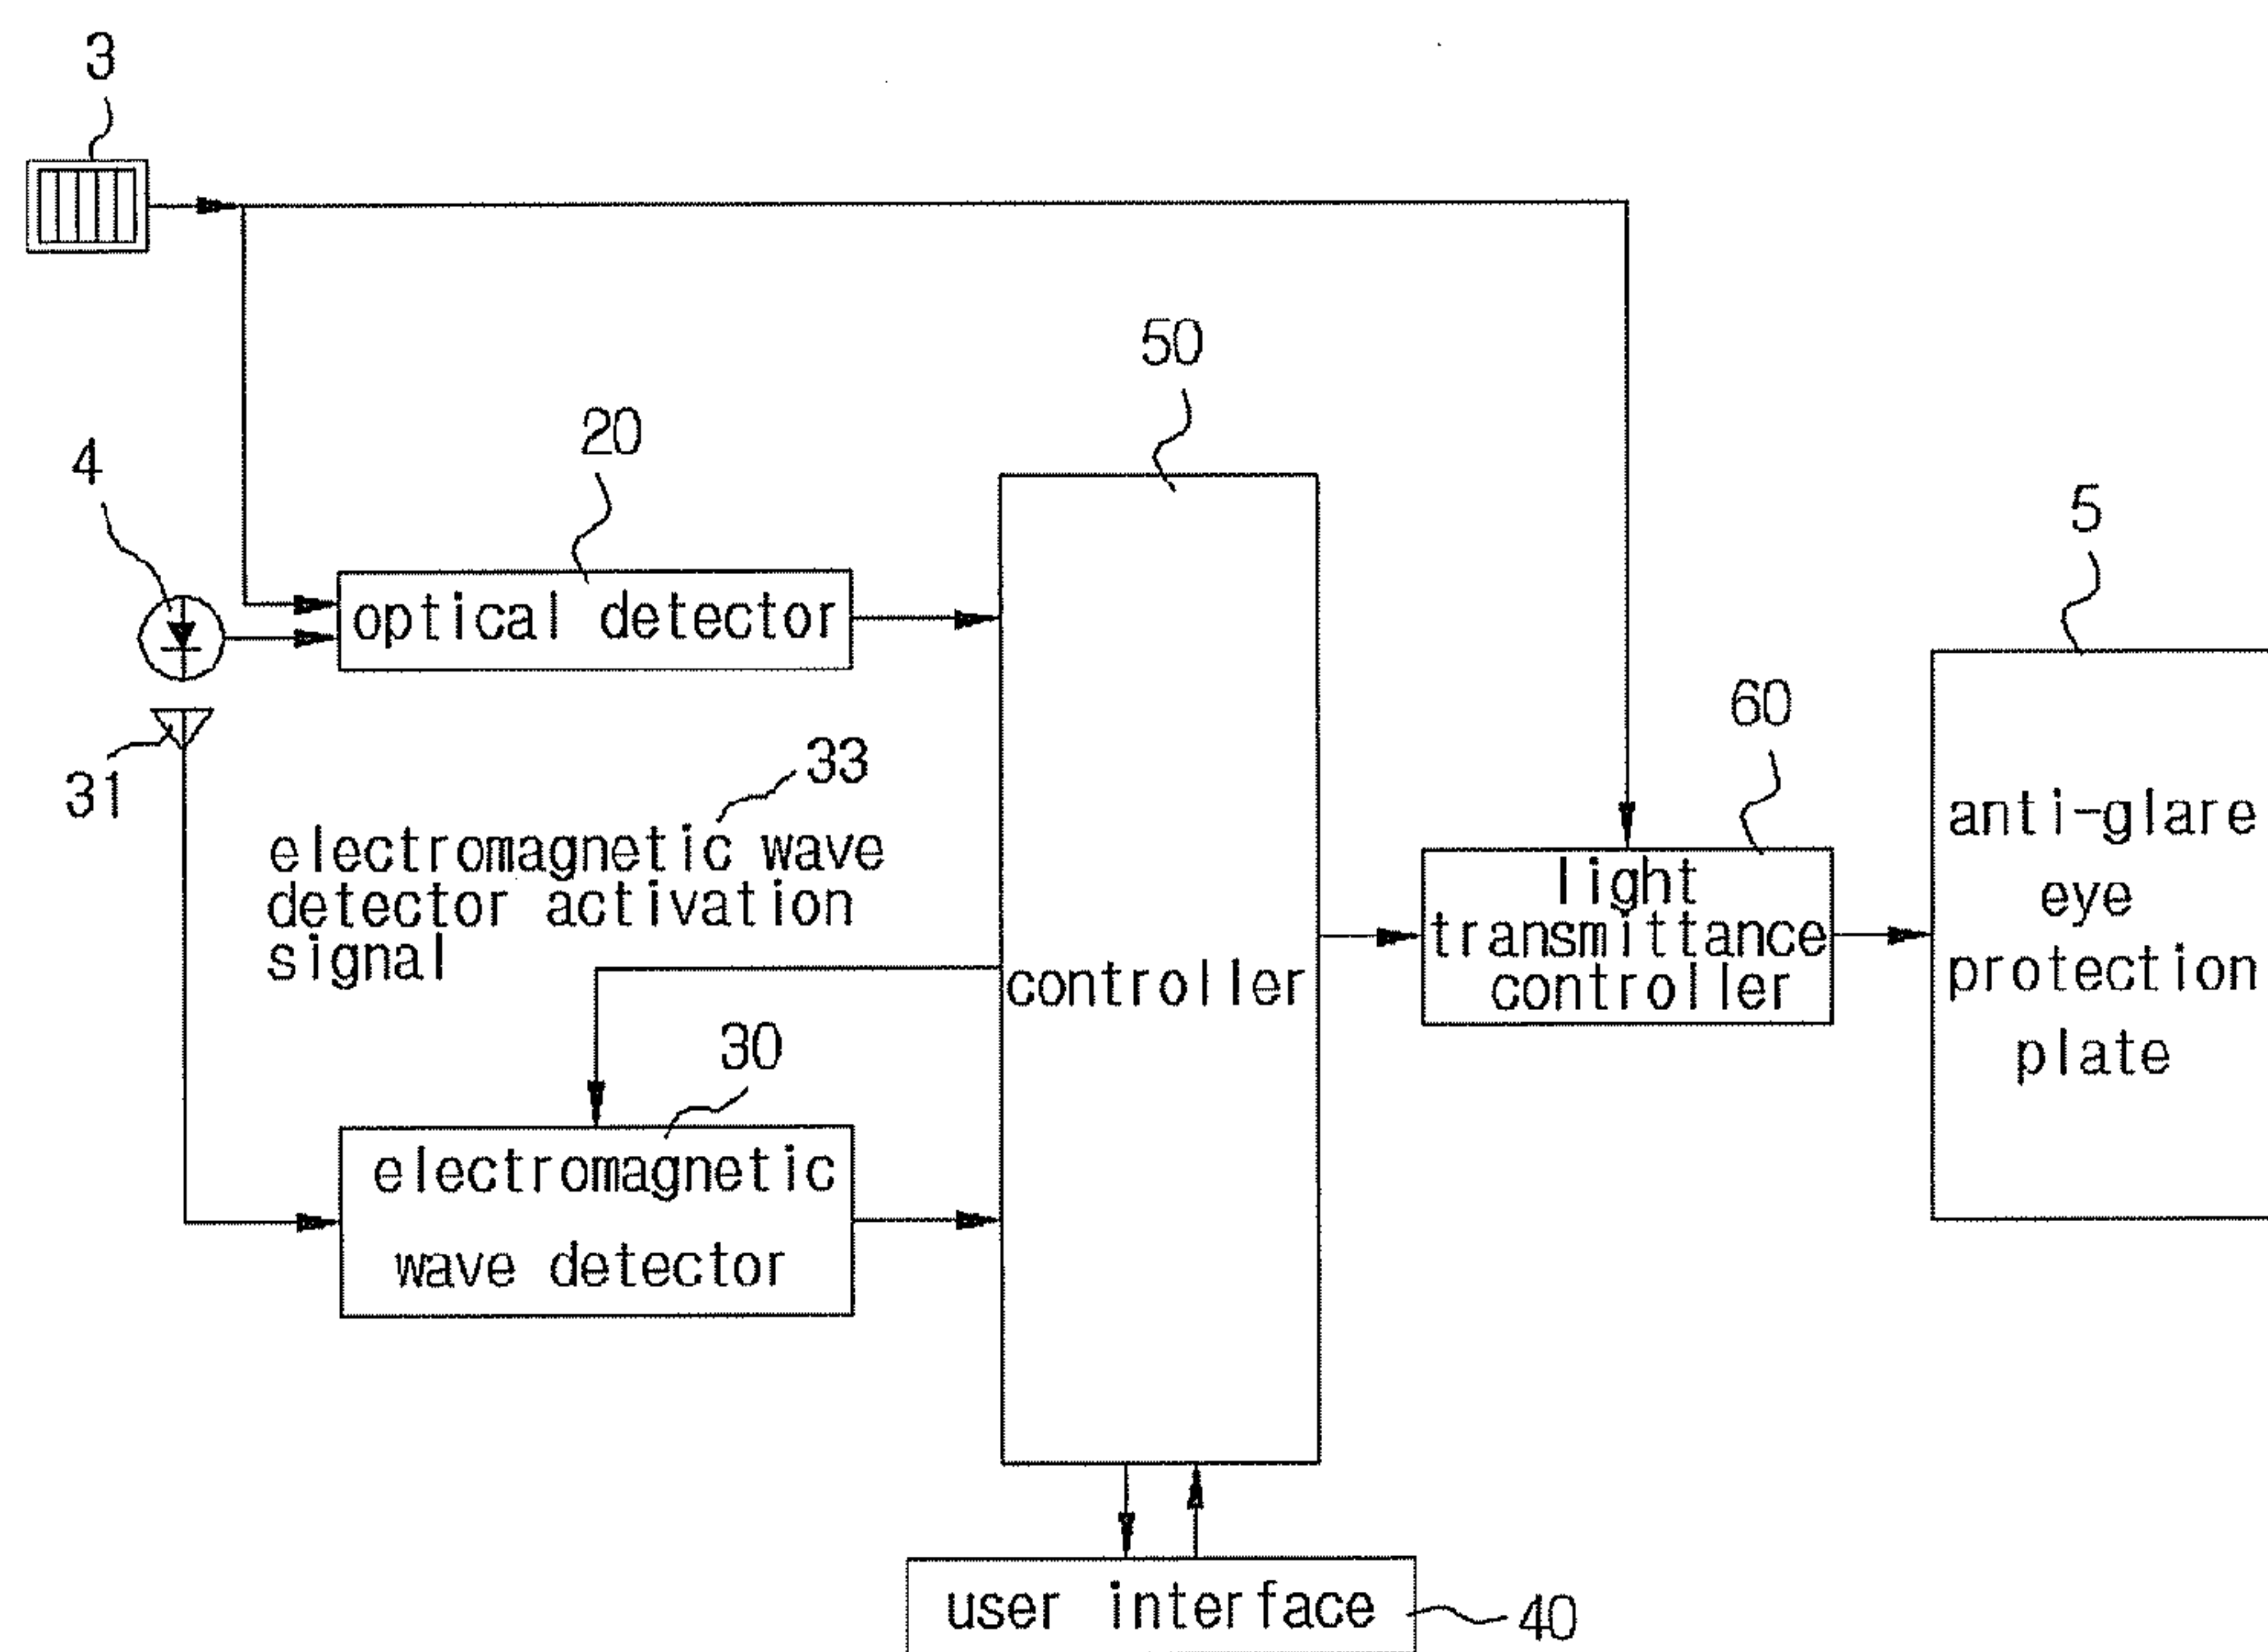 3
50
20
4
5
optical detector
60
31
33
electromagnetic wave
detector activation
signal
light
transmittance
controller
anti-glare
eye
protection
plate
controller
30
electromagnetic
wave detector
user interface
40